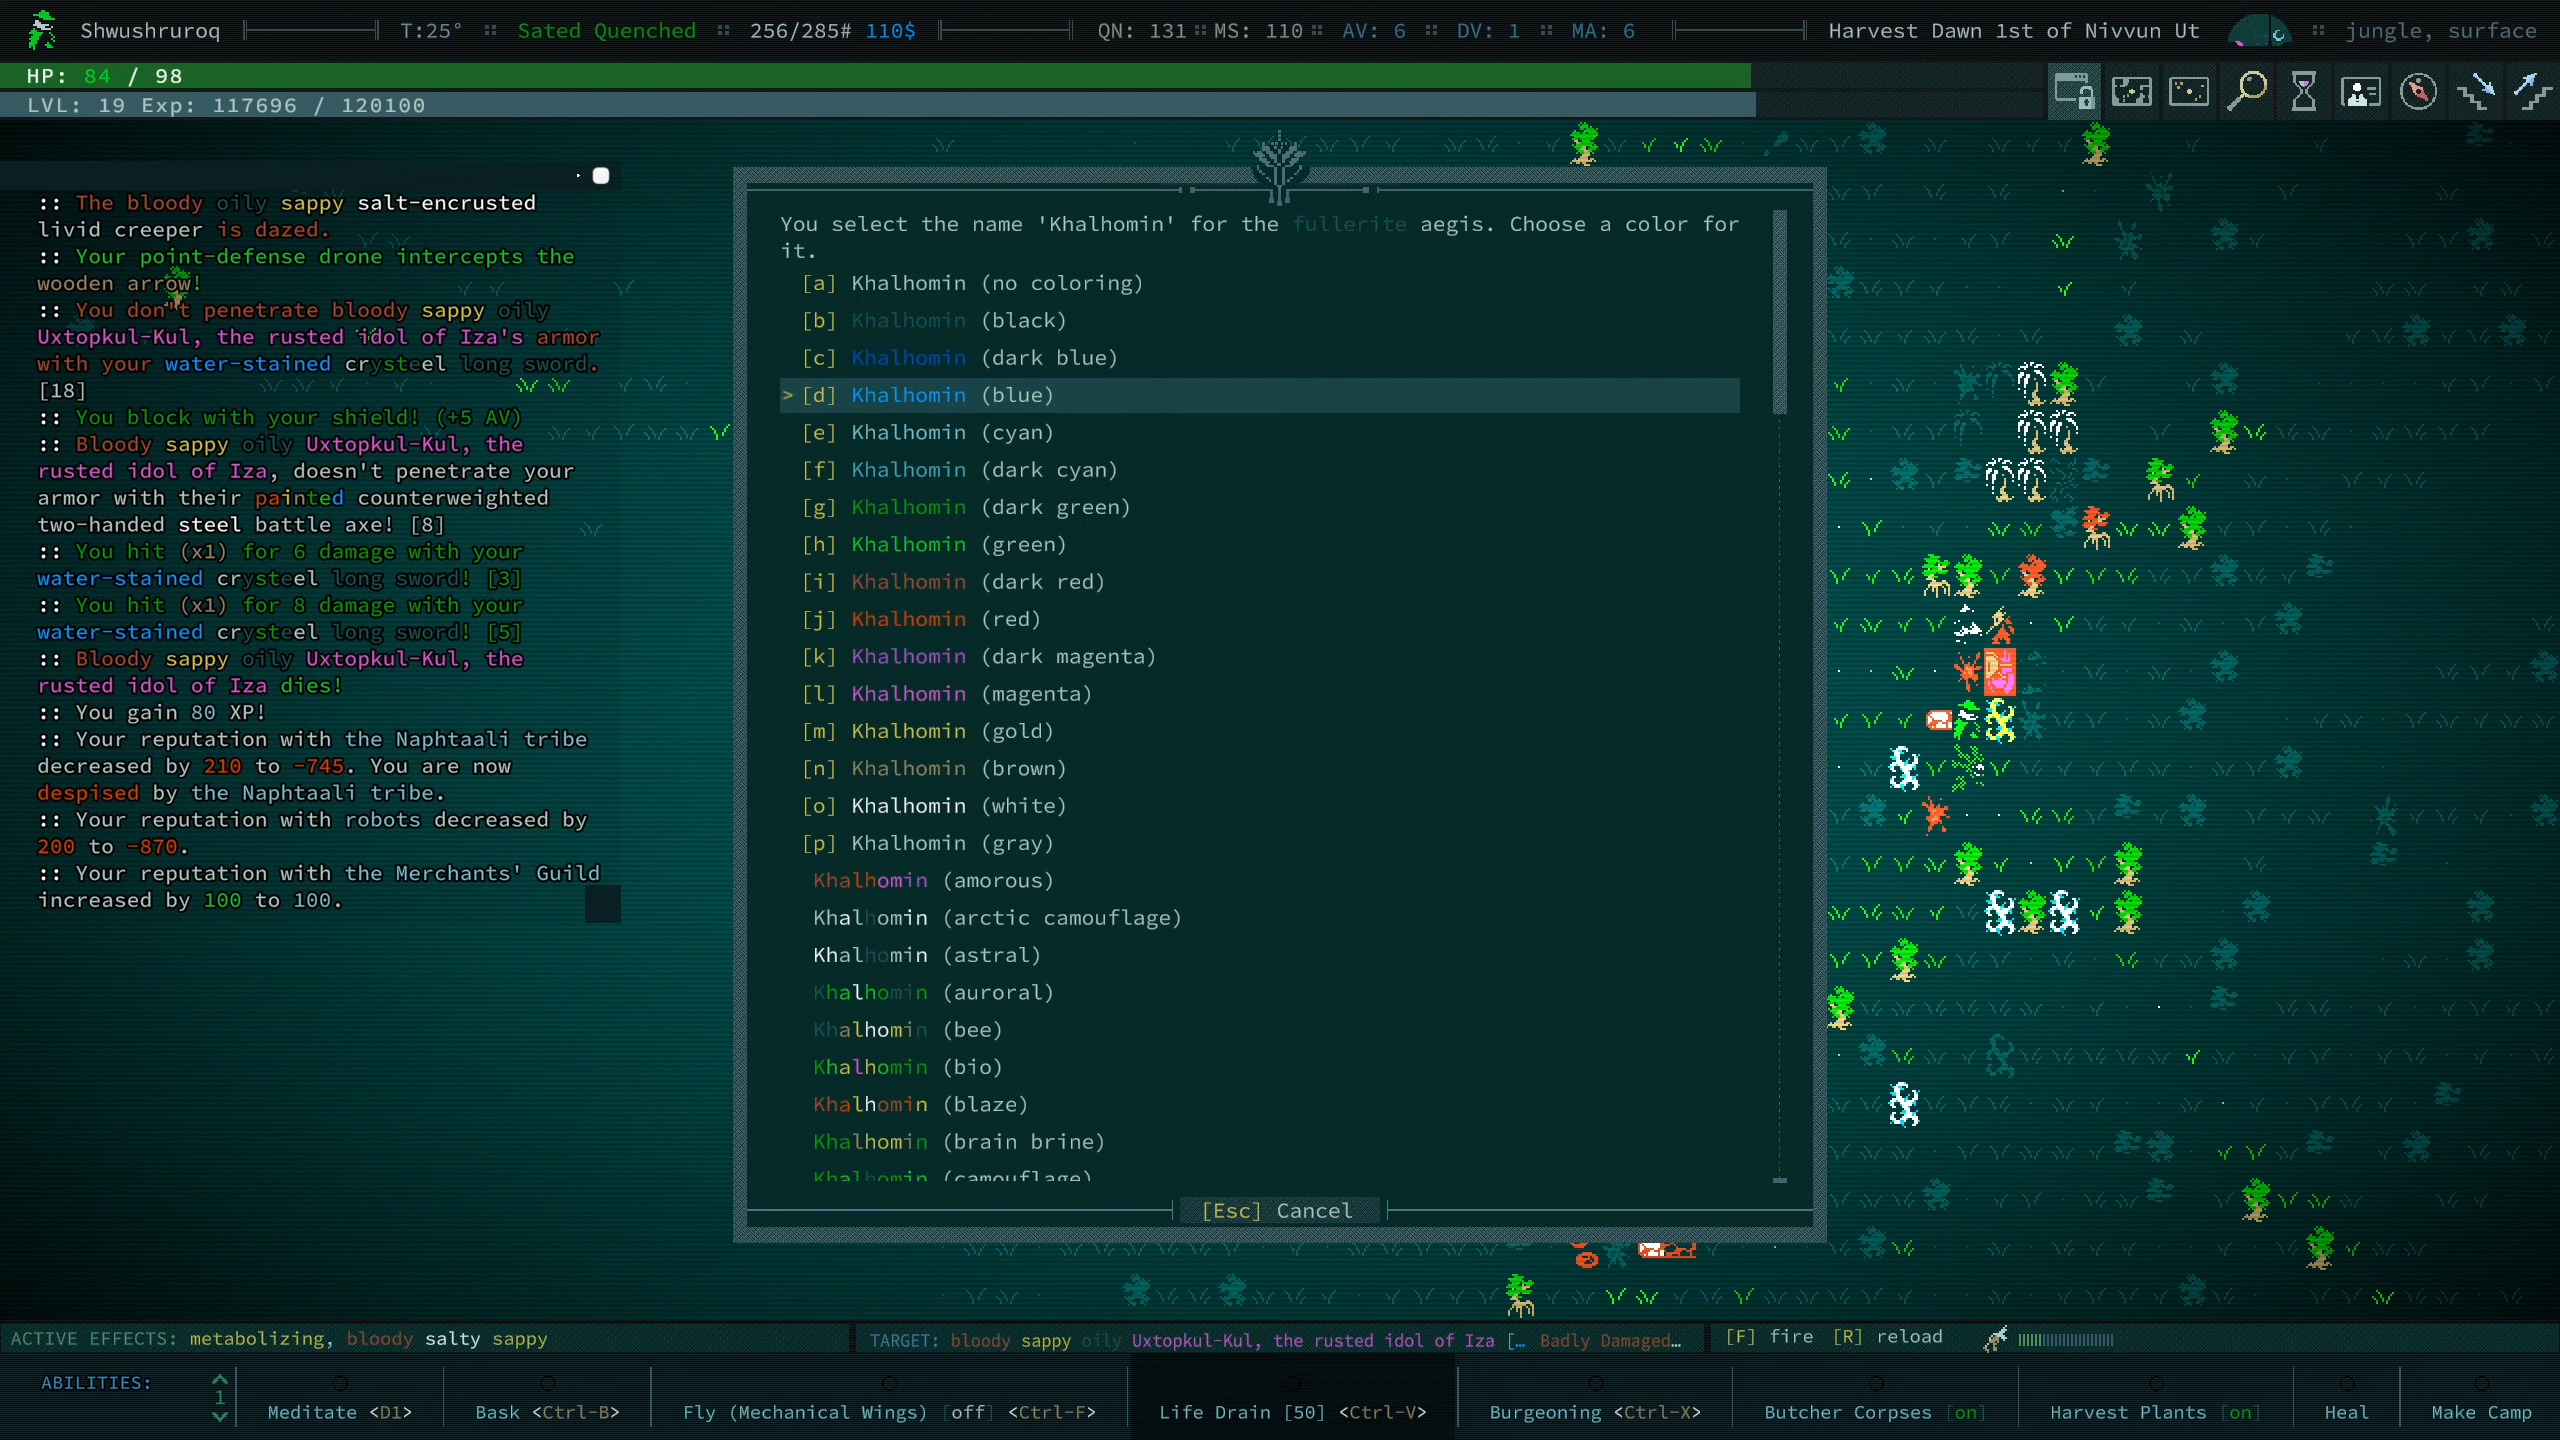 Shwushruroq T:25° Sated Quenched 256/285# 110$ QN: 131 MS: 110 AV: 6 DV: 1 MA: 6 Harvest Dawn 1st of Nivvun Ut jungle, surface
HP: 84 / 98
LVL: 19 Exp: 117696 / 120100
:: The bloody oily sappy salt-encrusted
livid creeper is dazed.
:: Your point-defense drone intercepts the
wooden arrow!
:: You don't penetrate bloody sappy oily
Uxtopkul-Kul, the rusted idol of Iza's armor
with your water-stained crysteel long sword.
[18]
:: You block with your shield! (+5 AV)
:: Bloody sappy oily Uxtopkul-Kul, the
rusted idol of Iza, doesn't penetrate your
armor with their painted counterweighted
two-handed steel battle axe! [8]
:: You hit (x1) for 6 damage with your
water-stained crysteel long sword! [3]
:: You hit (x1) for 8 damage with your
water-stained crysteel long sword! [5]
:: Bloody sappy oily Uxtopkul-Kul, the
rusted idol of Iza dies!
:: You gain 80 XP!
:: Your reputation with the Naphtaali tribe
decreased by 210 to -745. You are now
despised by the Naphtaali tribe.
:: Your reputation with robots decreased by
200 to -870.
:: Your reputation with the Merchants' Guild
increased by 100 to 100.
You select the name 'Khalhomin' for the fullerite aegis. Choose a color for
it.
[a] Khalhomin (no coloring)
[b] Khalhomin (black)
[c] Khalhomin (dark blue)
> [d] Khalhomin (blue)
[e] Khalhomin (cyan)
[f] Khalhomin (dark cyan)
[g] Khalhomin (dark green)
[h] Khalhomin (green)
[i] Khalhomin (dark red)
[j] Khalhomin (red)
[k] Khalhomin (dark magenta)
[l] Khalhomin (magenta)
[m] Khalhomin (gold)
[n] Khalhomin (brown)
[o] Khalhomin (white)
[p] Khalhomin (gray)
Khalhomin (amorous)
Khalhomin (arctic camouflage)
Khalhomin (astral)
Khalhomin (auroral)
Khalhomin (bee)
Khalhomin (bio)
Khalhomin (blaze)
Khalhomin (brain brine)
Khalhomin (camouflage)
[Esc] Cancel
ACTIVE EFFECTS: metabolizing, bloody salty sappy
TARGET: bloody sappy oily Uxtopkul-Kul, the rusted idol of Iza [… Badly Damaged…
[F] fire [R] reload
ABILITIES: 1 Meditate <D1> Bask <Ctrl-B> Fly (Mechanical Wings) [off] <Ctrl-F> Life Drain [50] <Ctrl-V> Burgeoning <Ctrl-X> Butcher Corpses [on] Harvest Plants [on] Heal Make Camp